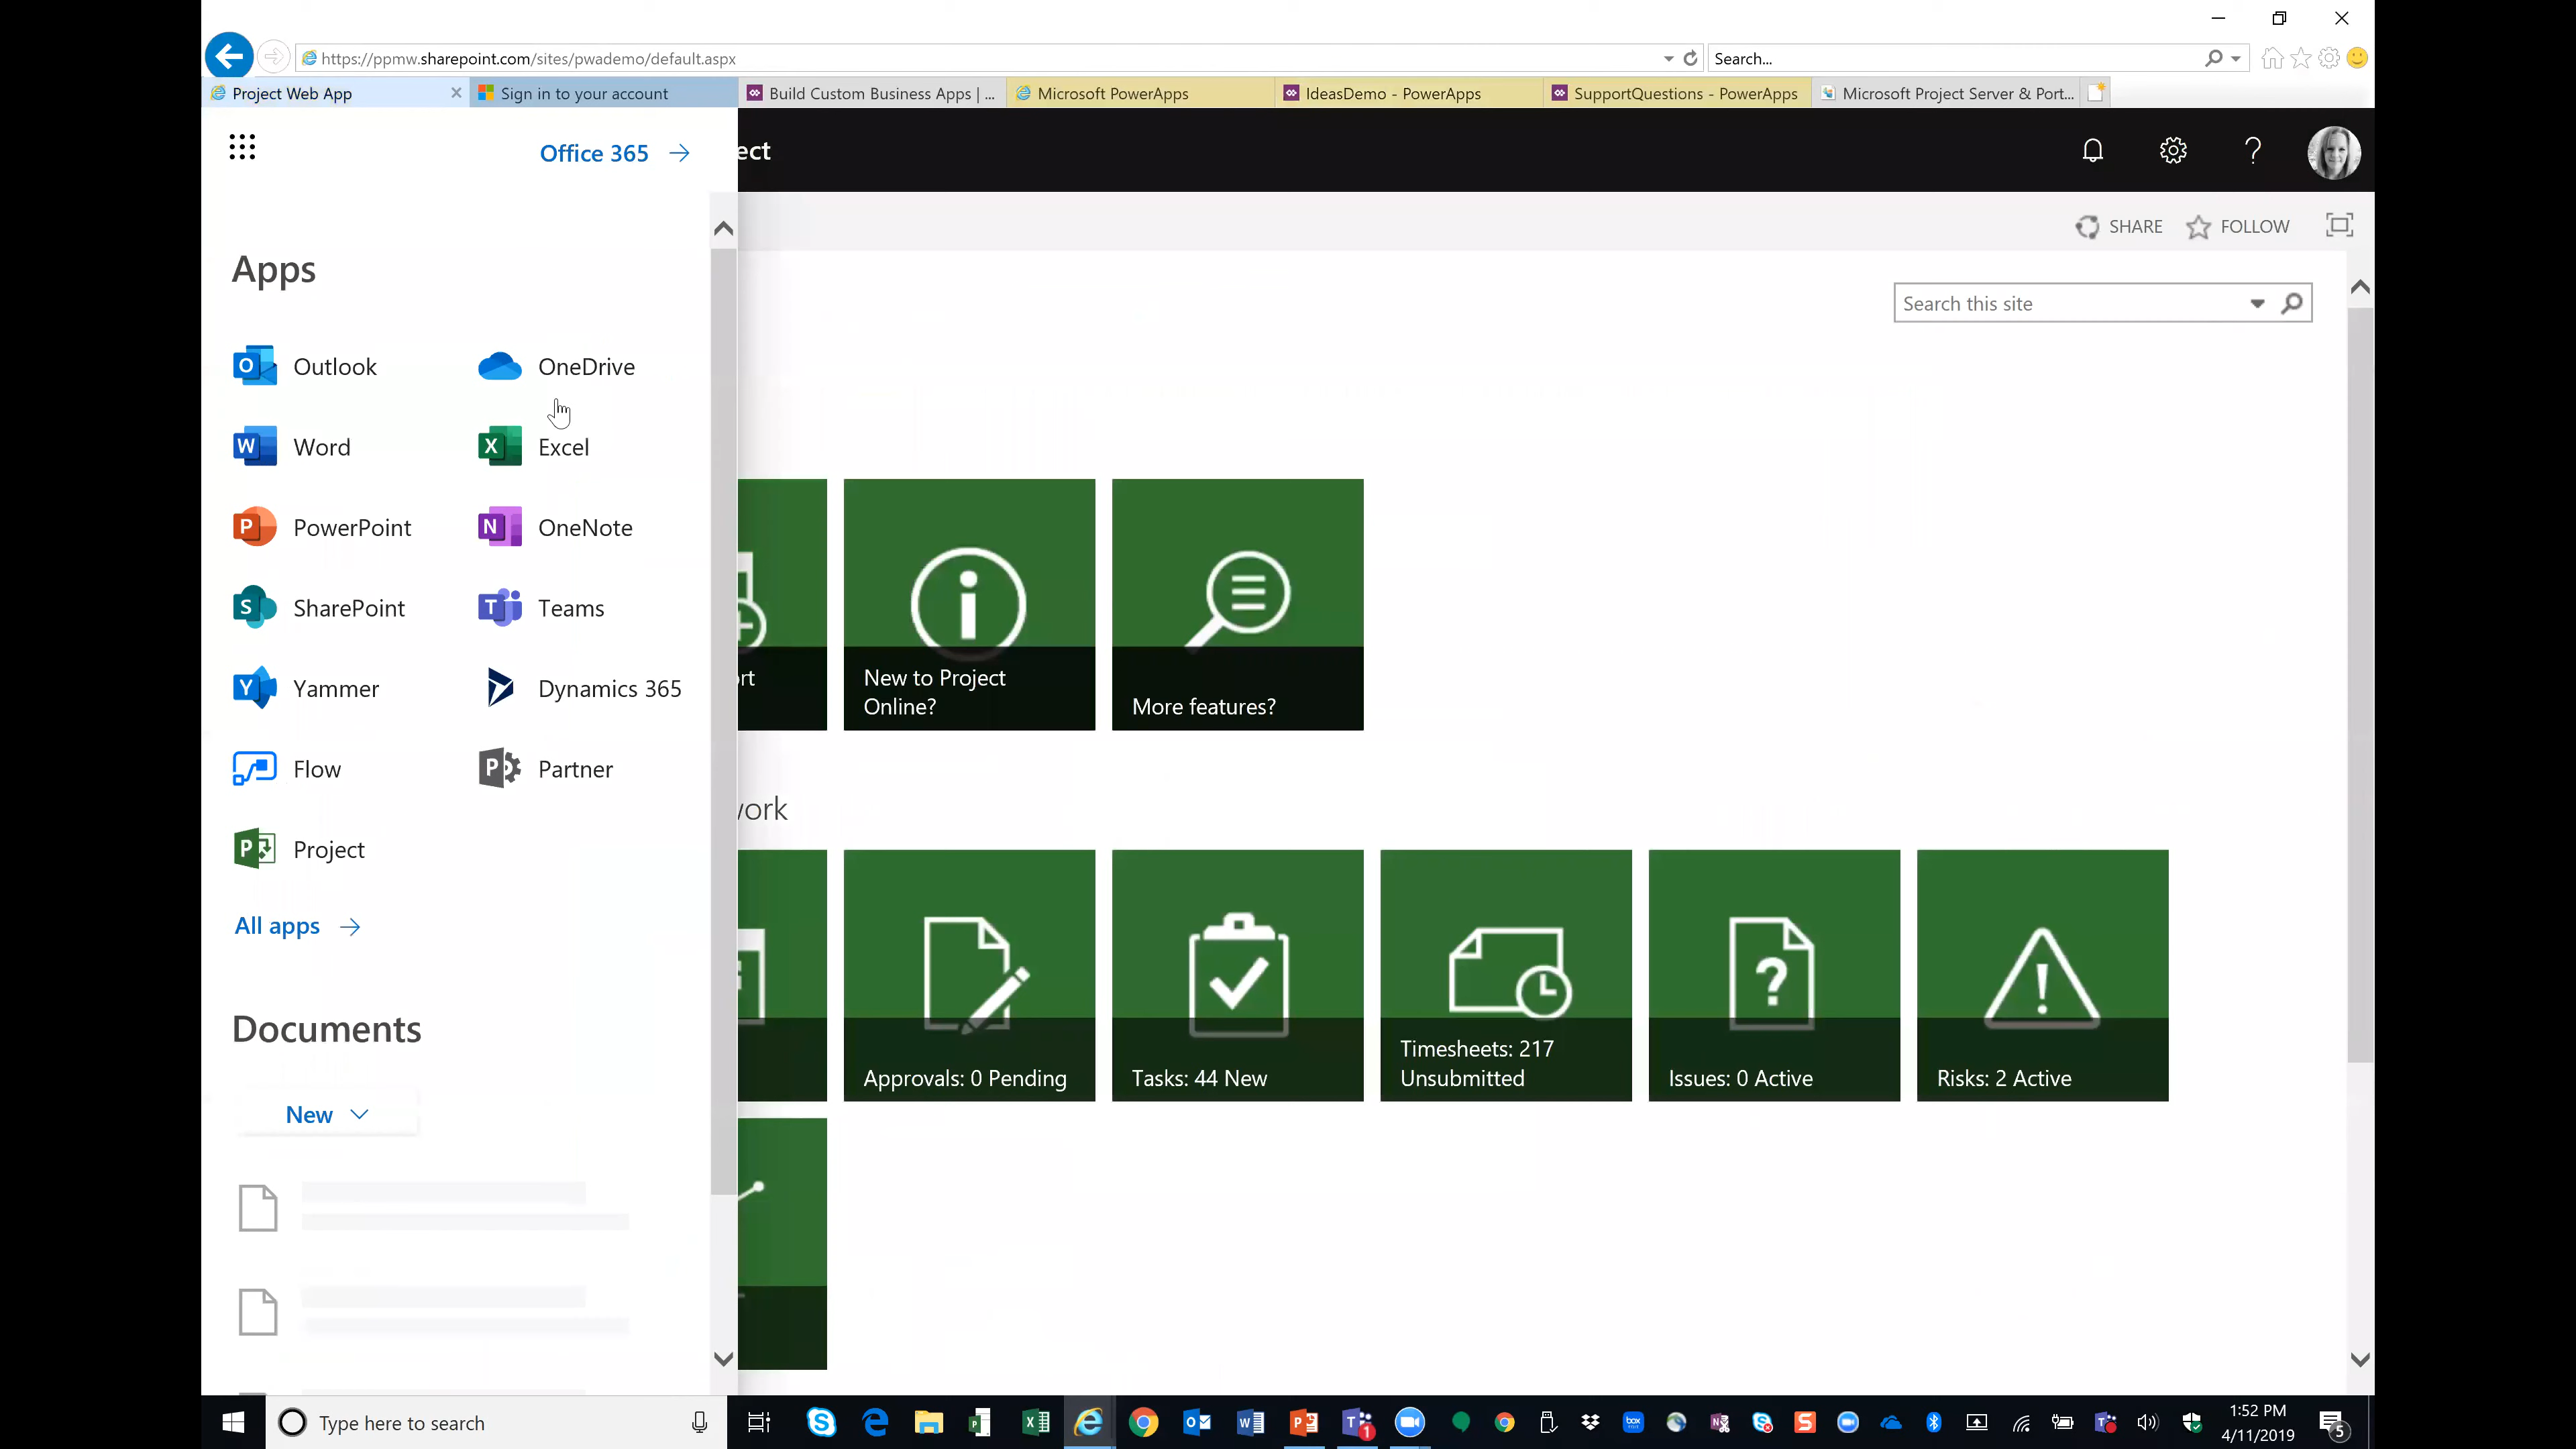 https://ppmw.sharepoint.com/sites/pwademo/default.aspx
Search...
Project Web App
Sign in to your account
Build Custom Business Apps | ...
Microsoft PowerApps
IdeasDemo - PowerApps
SupportQuestions - PowerApps
Microsoft Project Server & Port...
Office 365
ect
SHARE
FOLLOW
Search this site
Apps
Outlook
OneDrive
Word
Excel
PowerPoint
OneNote
SharePoint
Teams
Yammer
Dynamics 365
Flow
Partner
Project
All apps
Documents
New
rt
New to Project
Online?
More features?
work
Approvals: 0 Pending
Tasks: 44 New
Timesheets: 217
Unsubmitted
Issues: 0 Active
Risks: 2 Active
Type here to search
1:52 PM
4/11/2019
5